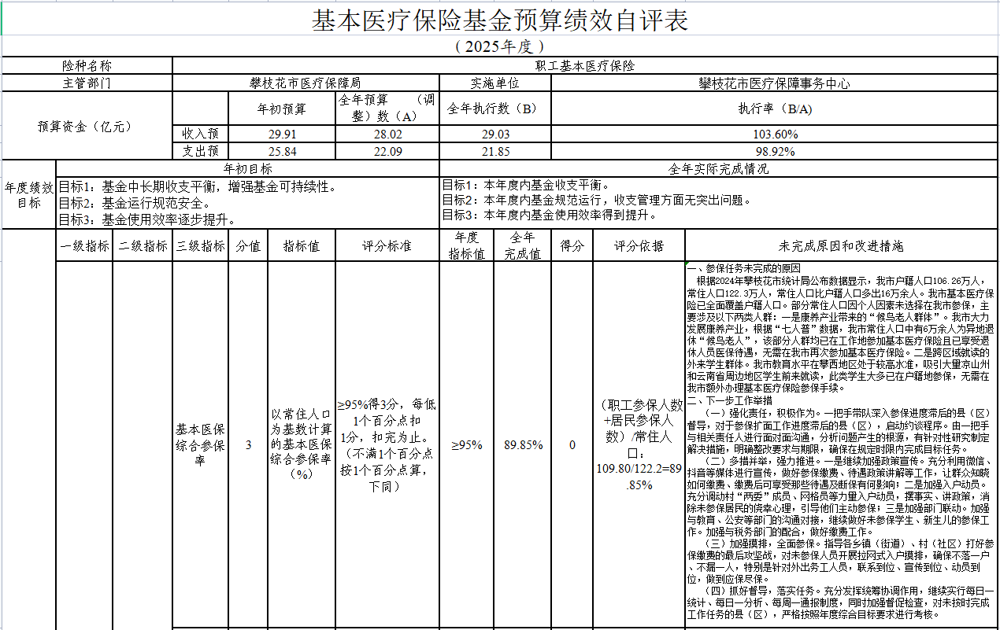 基本医疗保险基金预算绩效自评表
（2025年度）
险种名称 职工基本医疗保险
主管部门 攀枝花市医疗保障局 实施单位 攀枝花市医疗保障事务中心
预算资金（亿元） 年初预算 全年预算 （调整）数（A） 全年执行数（B） 执行率（B/A)
收入预 29.91 28.02 29.03 103.60%
支出预 25.84 22.09 21.85 98.92%
年度绩效目标
年初目标 全年实际完成情况
目标1：基金中长期收支平衡，增强基金可持续性。
目标2：基金运行规范安全。
目标3：基金使用效率逐步提升。
目标1：本年度内基金收支平衡。
目标2：本年度内基金规范运行，收支管理方面无突出问题。
目标3：本年度内基金使用效率得到提升。
一级指标 二级指标 三级指标 分值 指标值 评分标准 年度指标值 全年完成值 得分 评分依据 未完成原因和改进措施
基本医保
综合参保
率
3
以常住人口
为基数计算
的基本医保
综合参保率
（%）
≥95%得3分，每低
1个百分点扣
1分，扣完为止。
（不满1个百分点
按1个百分点算，
下同）
≥95%
89.85%
0
（职工参保人数
+居民参保人
数）/常住人
口：
109.80/122.2=89
.85%
一、参保任务未完成的原因
根据2024年攀枝花市统计局公布数据显示，我市户籍人口106.26万人，
常住人口122.3万人，常住人口比户籍人口多出16万余人。我市基本医疗保
险已全面覆盖户籍人口。部分常住人口因个人因素未选择在我市参保，主
要涉及以下两类人群：一是康养产业带来的“候鸟老人群体”。我市大力
发展康养产业，根据“七人普”数据，我市常住人口中有6万余人为异地退
休“候鸟老人”，该部分人群均已在工作地参加基本医疗保险且已享受退
休人员医保待遇，无需在我市再次参加基本医疗保险。二是跨区域就读的
外来学生群体。我市教育水平在攀西地区处于较高水准，吸引大量凉山州
和云南省周边地区学生前来就读，此类学生大多已在户籍地参保，无需在
我市额外办理基本医疗保险参保手续。
二、下一步工作举措
（一）强化责任，积极作为。一把手带队深入参保进度滞后的县（区）
督导，对于参保扩面工作进度滞后的县（区），启动约谈程序。由一把手
与相关责任人进行面对面沟通，分析问题产生的根源，有针对性研究制定
解决措施，明确整改要求与期限，确保在规定时限内完成目标任务。
（二）多措并举，强力推进。一是继续加强政策宣传。充分利用微信、
抖音等媒体进行宣传，做好参保缴费、待遇政策讲解等工作，让群众知晓
如何缴费、缴费后可享受那些待遇及断保有何影响；二是加强入户动员。
充分调动村“两委”成员、网格员等力量入户动员，摆事实、讲政策，消
除未参保居民的侥幸心理，引导他们主动参保；三是加强部门联动。加强
与教育、公安等部门的沟通对接，继续做好未参保学生、新生儿的参保工
作。加强与税务部门的配合，做好缴费工作。
（三）加强摸排，全面参保。指导各乡镇（街道）、村（社区）打好参
保缴费的最后攻坚战，对未参保人员开展拉网式入户摸排，确保不落一户
、不漏一人，特别是针对外出务工人员，联系到位、宣传到位、动员到
位，做到应保尽保。
（四）抓好督导，落实任务。充分发挥统筹协调作用，继续实行每日一
统计、每日一分析、每周一通报制度，同时加强督促检查，对未按时完成
工作任务的县（区），严格按照年度综合目标要求进行考核。